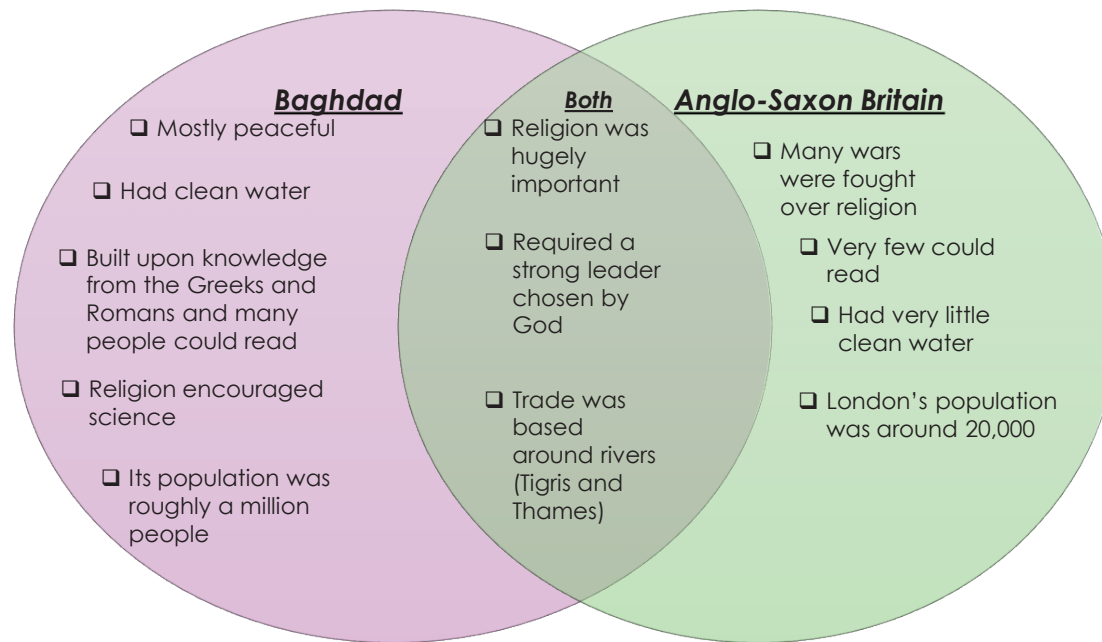 Baghdad
❑ Mostly peaceful
❑ Had clean water
❑ Built upon knowledge
from the Greeks and
Romans and many
people could read
❑ Religion encouraged
science
❑ Its population was
roughly a million
people
Both
❑ Religion was
hugely
important
❑ Required a
strong leader
chosen by
God
❑ Trade was
based
around rivers
(Tigris and
Thames)
Anglo-Saxon Britain
❑ Many wars
were fought
over religion
❑ Very few could
read
❑ Had very little
clean water
❑ London’s population
was around 20,000